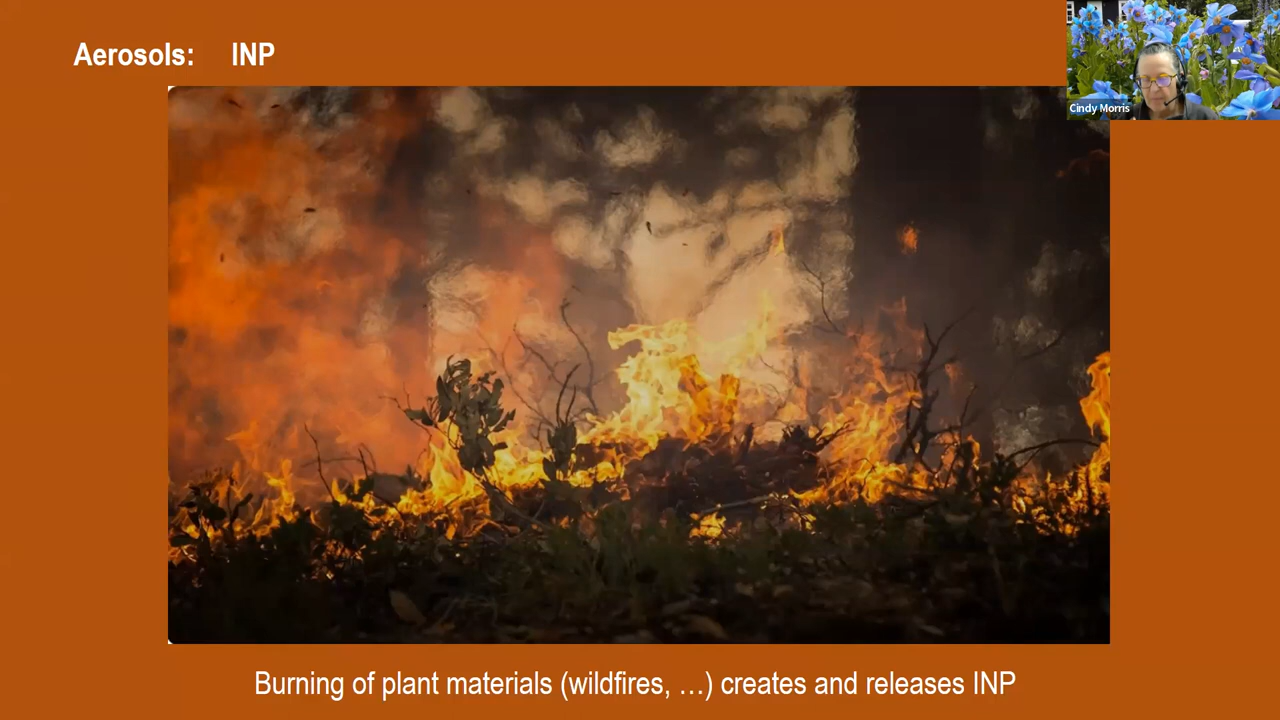 Aerosols: INP
Cindy Morris
Burning of plant materials (wildfires, …) creates and releases INP